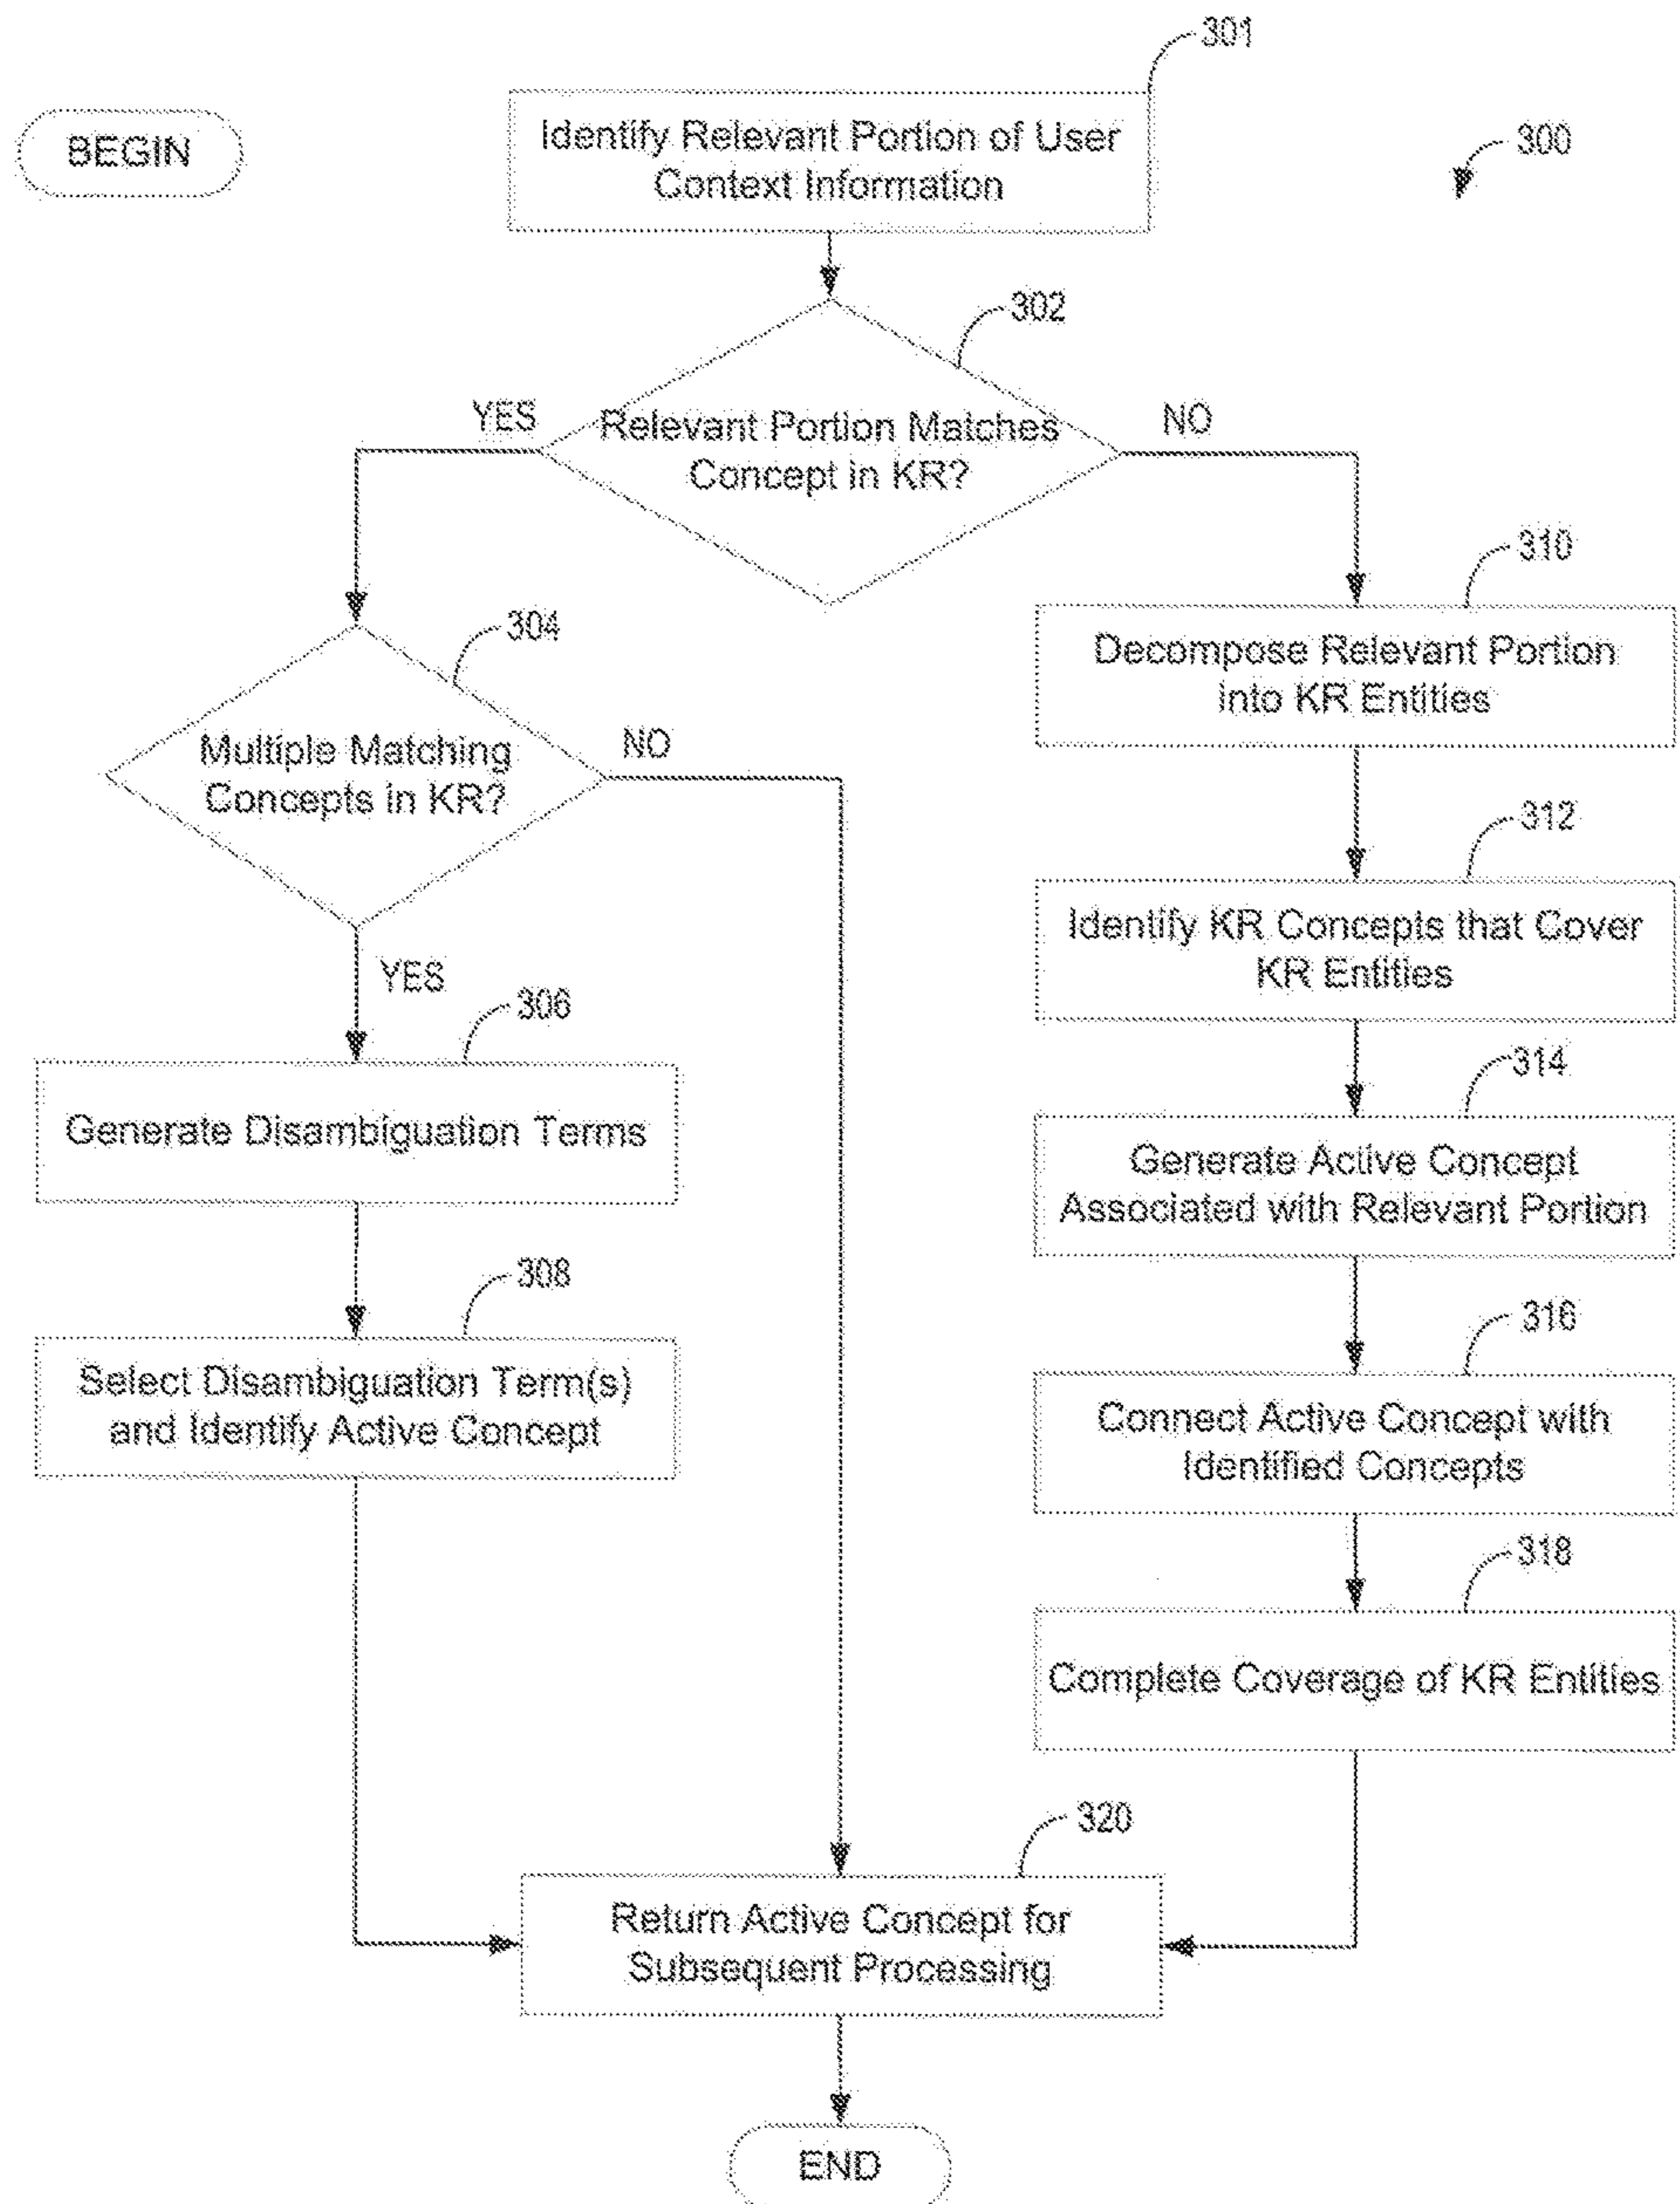 301
BEGIN
Identify Relevant Portion of User
Context Information
300
302
YES
Relevant Portion Matches
Concept in KR?
NO
310
Decompose Relevant Portion
into KR Entities
304
Multiple Matching
Concepts in KR?
NO
312
Identify KR Concepts that Cover
KR Entities
YES
306
Generate Disambiguation Terms
314
Generate Active Concept
Associated with Relevant Portion
308
Select Disambiguation Term(s)
and Identify Active Concept
316
Connect Active Concept with
Identified Concepts
318
Complete Coverage of KR Entities
320
Return Active Concept for
Subsequent Processing
END